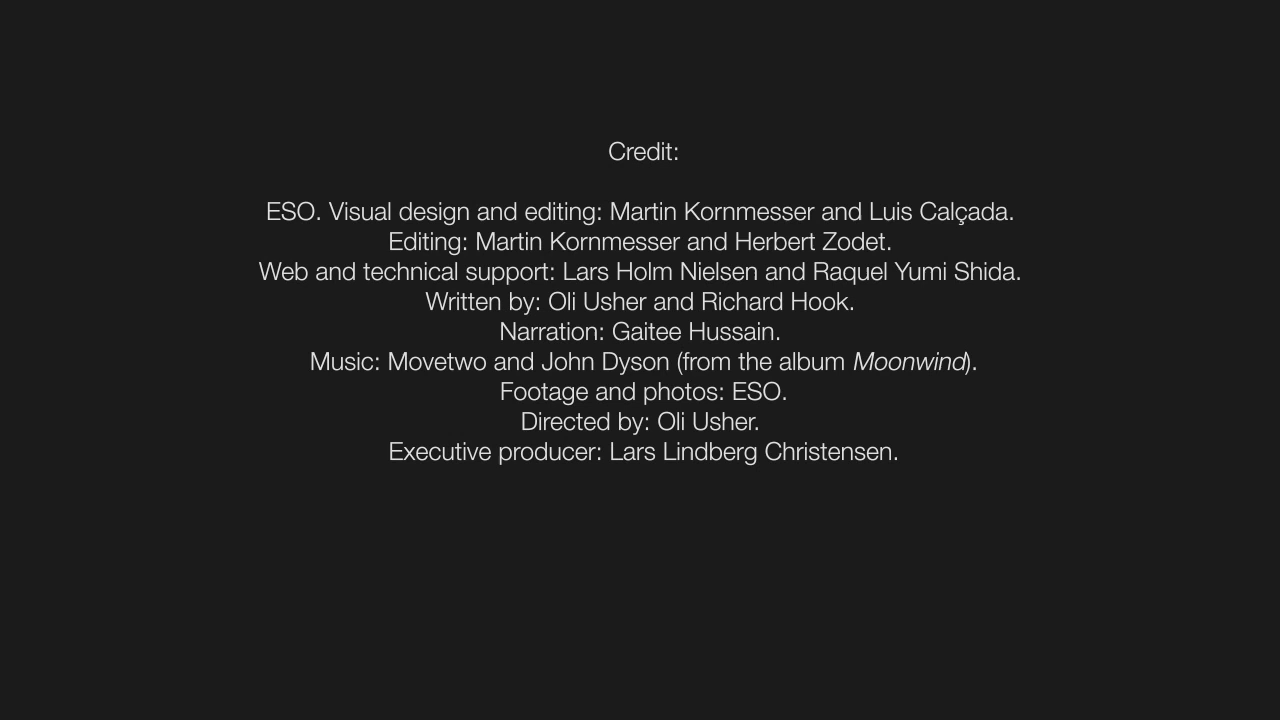 Credit:
ESO. Visual design and editing: Martin Kornmesser and Luis Calçada.
Editing: Martin Kornmesser and Herbert Zodet.
Web and technical support: Lars Holm Nielsen and Raquel Yumi Shida.
Written by: Oli Usher and Richard Hook.
Narration: Gaitee Hussain.
Music: Movetwo and John Dyson (from the album Moonwind).
Footage and photos: ESO.
Directed by: Oli Usher.
Executive producer: Lars Lindberg Christensen.